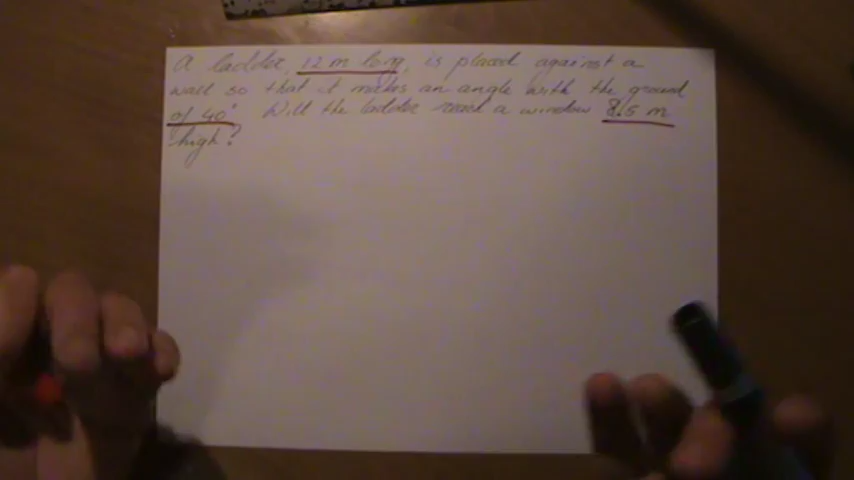 A ladder, 12 m long, is placed against a
wall so that it makes an angle with the ground
of 40° Will the ladder reach a window 8.5 m
high?